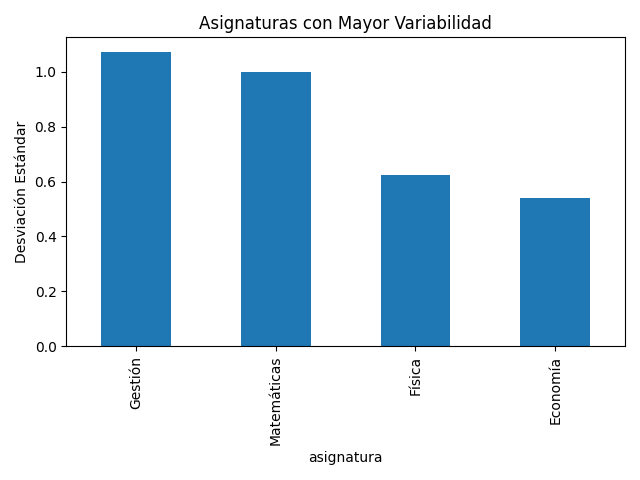 Asignaturas con Mayor Variabilidad
Desviación Estándar
1.0
0.8
0.6
0.4
0.2
0.0
Gestión
Matemáticas
Física
Economía
asignatura